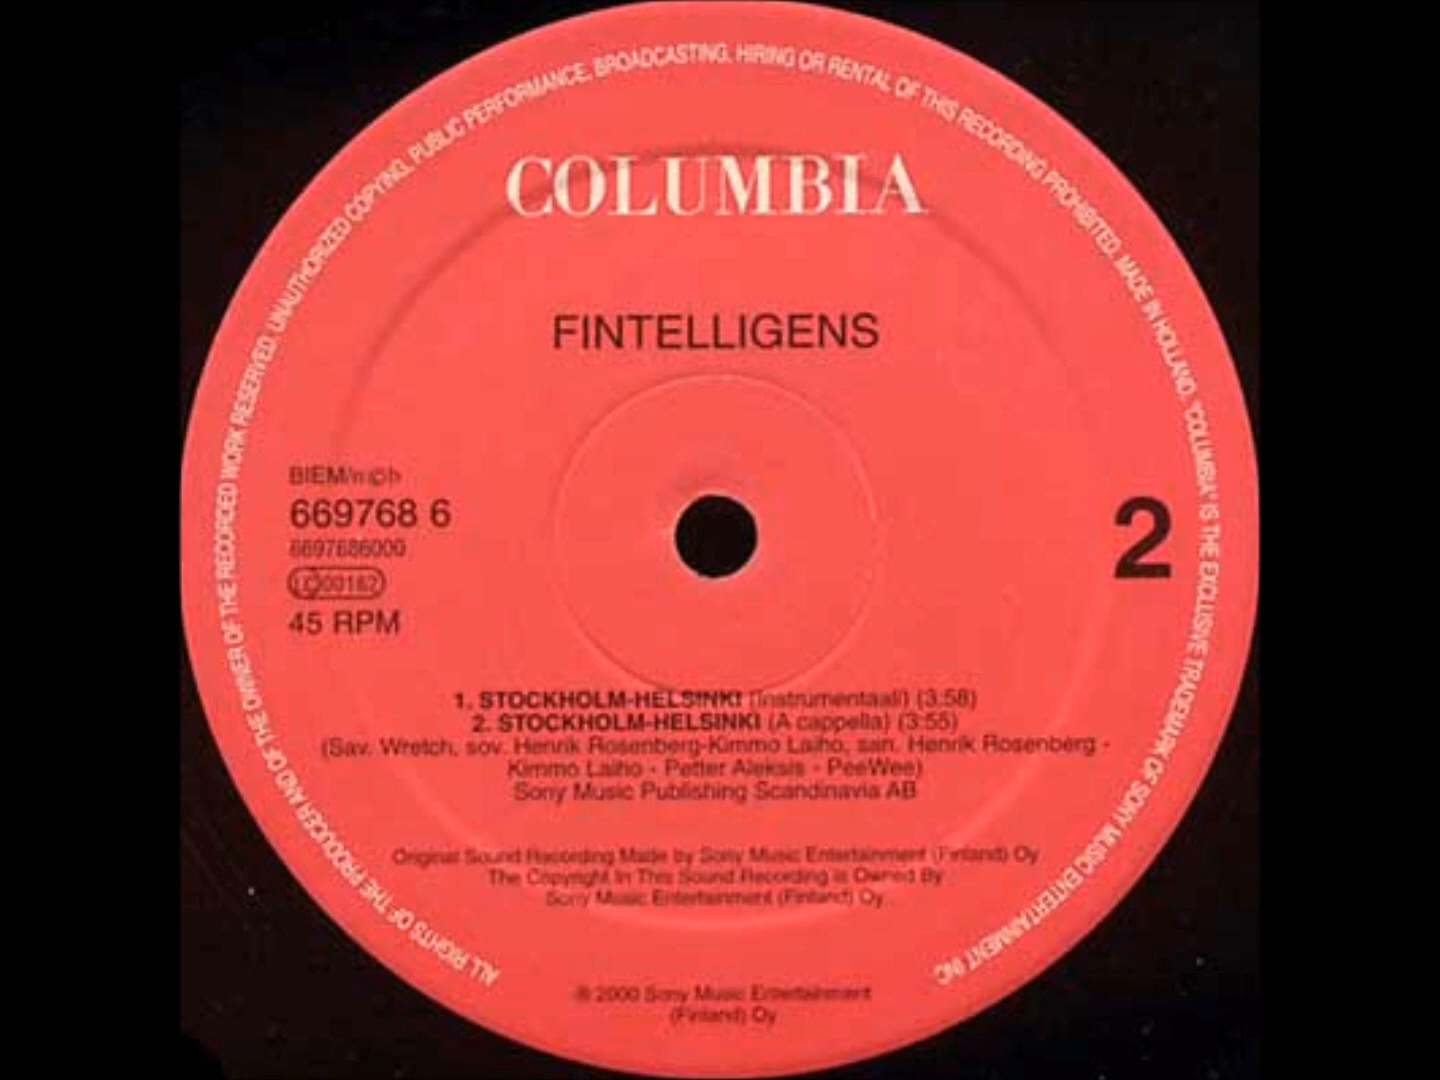 ALL RIGHTS OF THE PRODUCER AND OF THE OWNER OF THE RECORDED WORK RESERVED. UNAUTHORIZED COPYING, PUBLIC PERFORMANCE, BROADCASTING, HIRING OR RENTAL OF THIS RECORDING PROHIBITED. MADE IN HOLLAND. 'COLUMBIA' IS THE EXCLUSIVE TRADEMARK OF SONY MUSIC ENTERTAINMENT INC.
COLUMBIA
FINTELLIGENS
BIEM/n©b
669768 6
6697686000
LC 00162
45 RPM
2
1. STOCKHOLM-HELSINKI (Instrumentaali) (3:58)
2. STOCKHOLM-HELSINKI (A cappella) (3:55)
(Sav. Wretch, sov. Henrik Rosenberg-Kimmo Laiho, san. Henrik Rosenberg -
Kimmo Laiho - Petter Aleksis - PeeWee)
Sony Music Publishing Scandinavia AB
Original Sound Recording Made by Sony Music Entertainment (Finland) Oy
The Copyright In This Sound Recording is Owned By
Sony Music Entertainment (Finland) Oy
℗ 2000 Sony Music Entertainment
(Finland) Oy